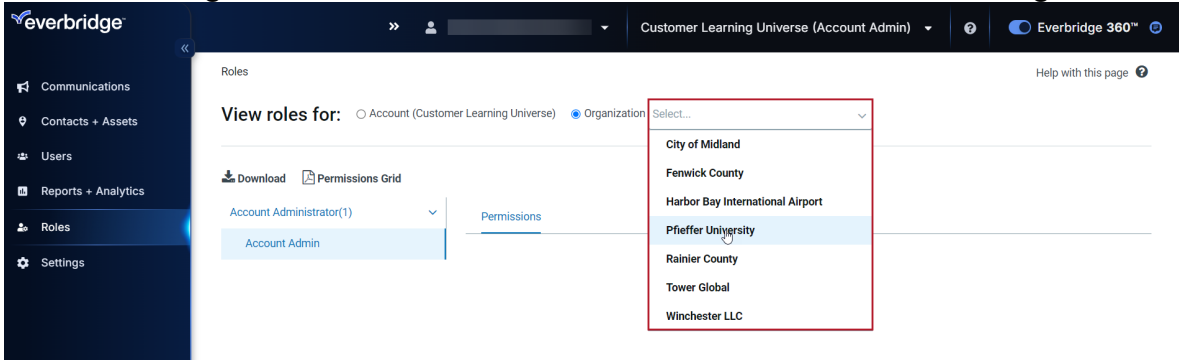 everbridge™
Customer Learning Universe (Account Admin)
Everbridge 360™
Communications
Contacts + Assets
Users
Reports + Analytics
Roles
Settings
Roles
Help with this page
View roles for:
Account (Customer Learning Universe)
Organization
Select...
City of Midland
Fenwick County
Harbor Bay International Airport
Pfieffer University
Rainier County
Tower Global
Winchester LLC
Download
Permissions Grid
Account Administrator(1)
Account Admin
Permissions